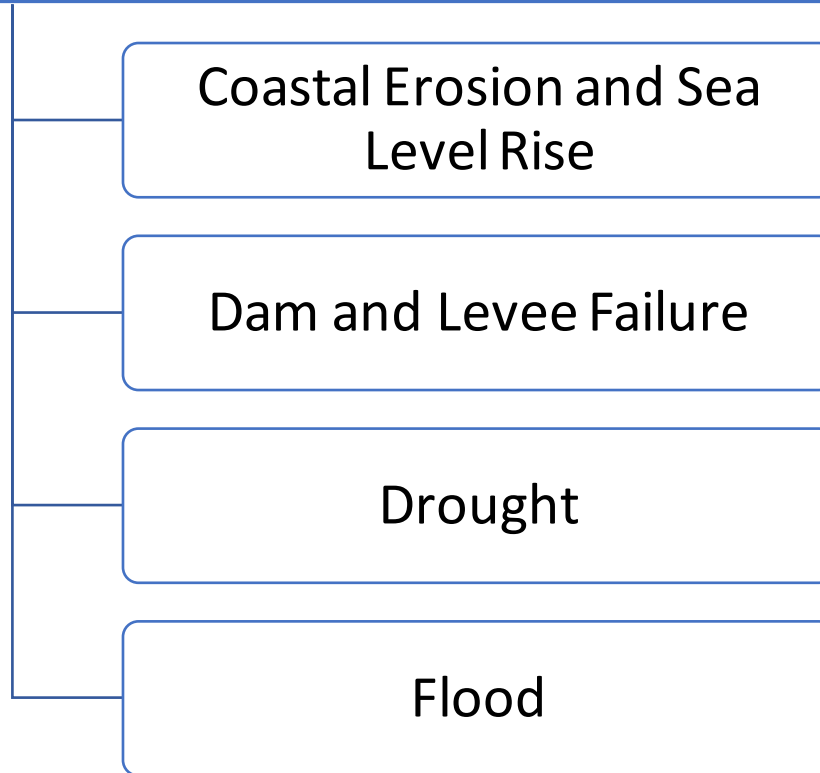 Coastal Erosion and Sea
Level Rise
Dam and Levee Failure
Drought
Flood